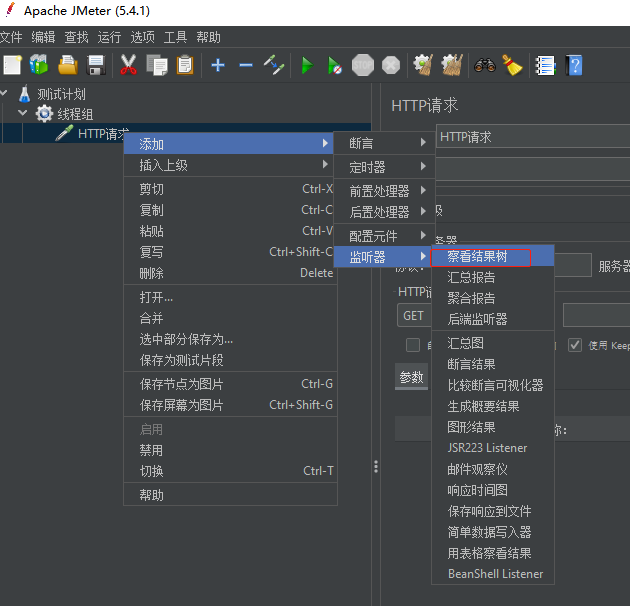 Apache JMeter (5.4.1)
文件 编辑 查找 运行 选项 工具 帮助
测试计划
线程组
HTTP请求
HTTP请求
HTTP请求
添加
插入上级
剪切 Ctrl-X
复制 Ctrl-C
粘贴 Ctrl-V
复写 Ctrl+Shift-C
删除 Delete
打开...
合并
选中部分保存为...
保存为测试片段
保存节点为图片 Ctrl-G
保存屏幕为图片 Ctrl+Shift-G
启用
禁用
切换 Ctrl-T
帮助
断言
定时器
前置处理器
后置处理器
配置元件
监听器
察看结果树
汇总报告
聚合报告
后端监听器
汇总图
断言结果
比较断言可视化器
生成概要结果
图形结果
JSR223 Listener
邮件观察仪
响应时间图
保存响应到文件
简单数据写入器
用表格察看结果
BeanShell Listener
级
服务器
HTTP
GET
使用 Keep
参数
称: